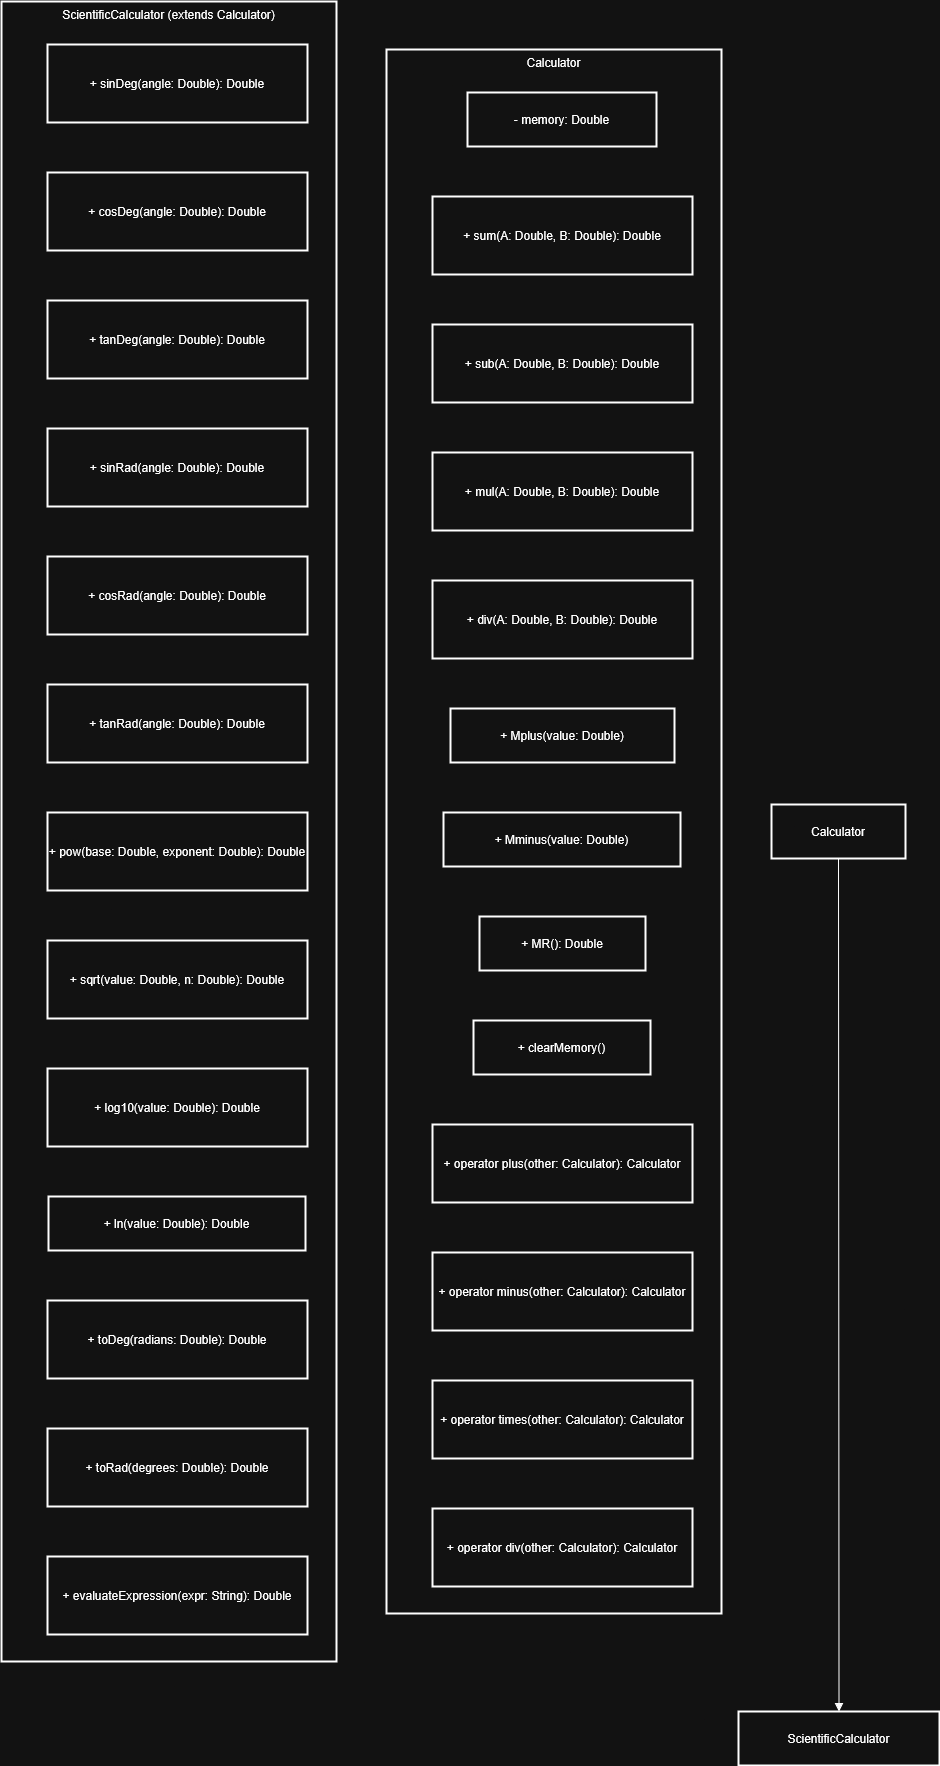 ScientificCalculator (extends Calculator)
+ sinDeg(angle: Double): Double
+ cosDeg(angle: Double): Double
+ tanDeg(angle: Double): Double
+ sinRad(angle: Double): Double
+ cosRad(angle: Double): Double
+ tanRad(angle: Double): Double
+ pow(base: Double, exponent: Double): Double
+ sqrt(value: Double, n: Double): Double
+ log10(value: Double): Double
+ ln(value: Double): Double
+ toDeg(radians: Double): Double
+ toRad(degrees: Double): Double
+ evaluateExpression(expr: String): Double
Calculator
- memory: Double
+ sum(A: Double, B: Double): Double
+ sub(A: Double, B: Double): Double
+ mul(A: Double, B: Double): Double
+ div(A: Double, B: Double): Double
+ Mplus(value: Double)
+ Mminus(value: Double)
+ MR(): Double
+ clearMemory()
+ operator plus(other: Calculator): Calculator
+ operator minus(other: Calculator): Calculator
+ operator times(other: Calculator): Calculator
+ operator div(other: Calculator): Calculator
Calculator
ScientificCalculator